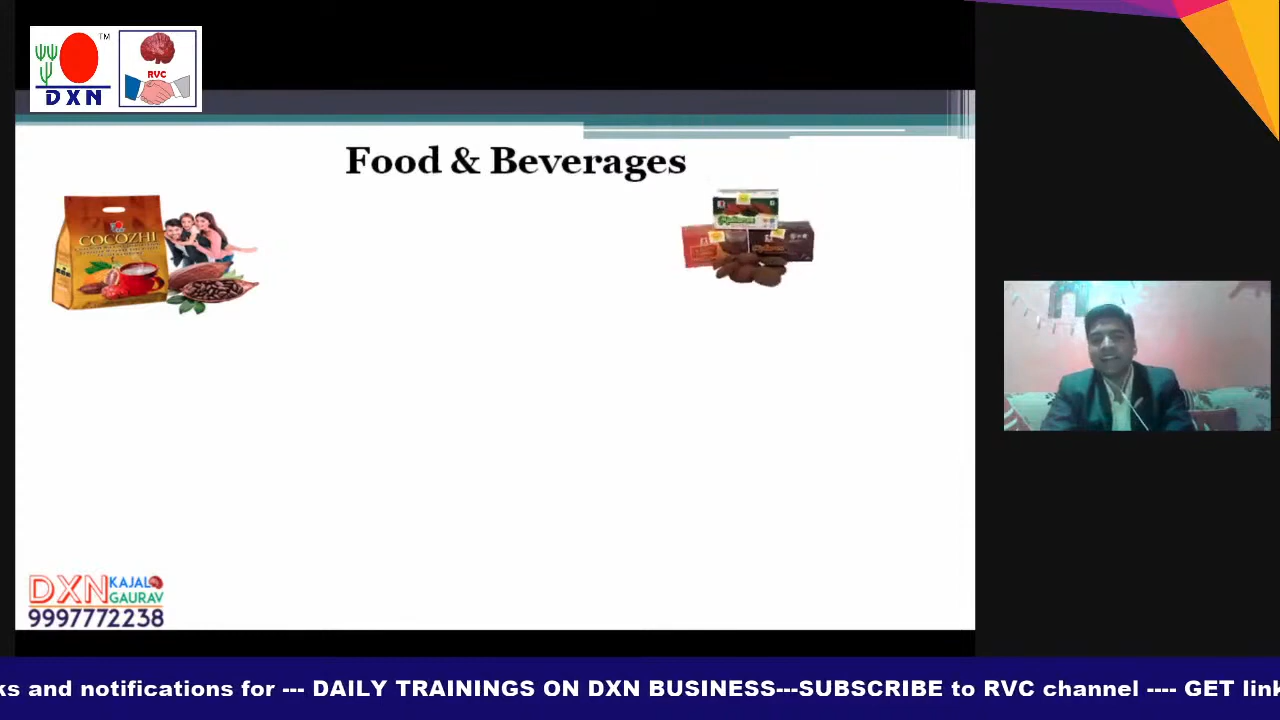 TM
DXN
RVC
Food & Beverages
COCOZHI
DXN KAJAL
GAURAV
9997772238
ks and notifications for --- DAILY TRAININGS ON DXN BUSINESS---SUBSCRIBE to RVC channel ---- GET link